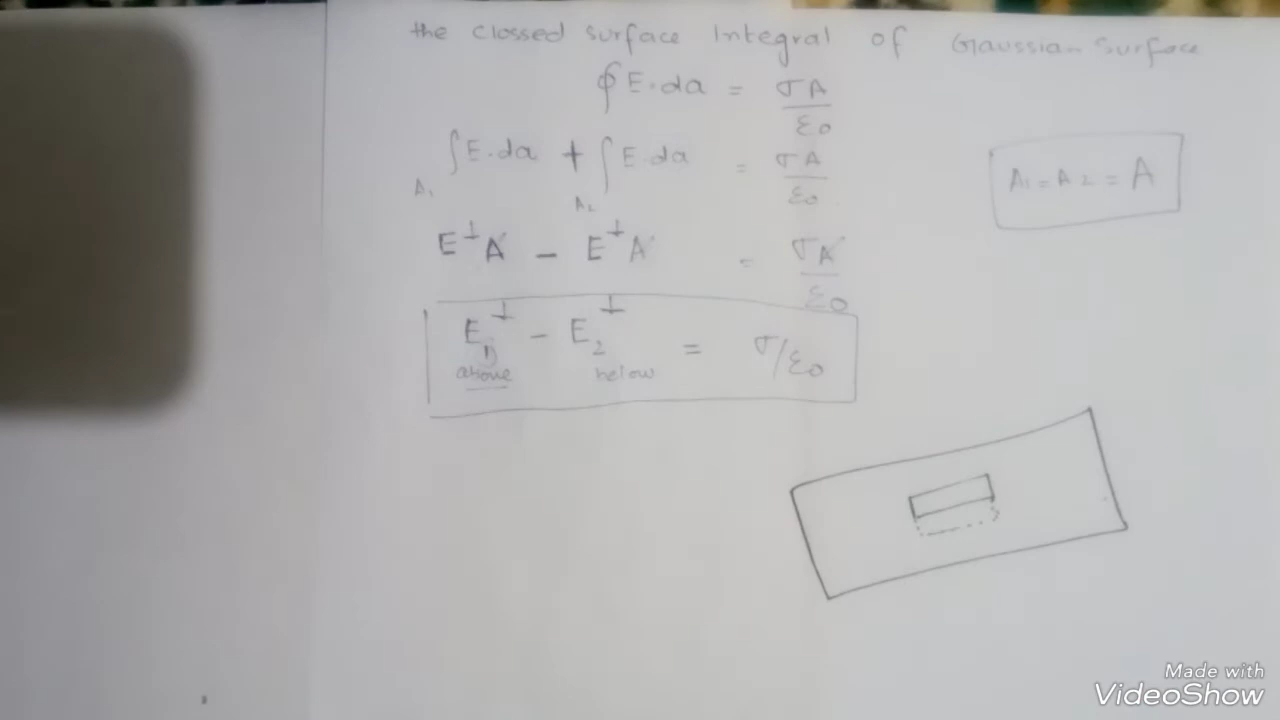 the clossed surface Integral of Gaussian Surface
∮ E.da = σA/ε0
∫A1 E.da + ∫A2 E.da = σA/ε0
A1 = A2 = A
E⊥A − E⊥A = σA/ε0
E1⊥ − E2⊥ = σ/ε0
above below
Made with
VideoShow